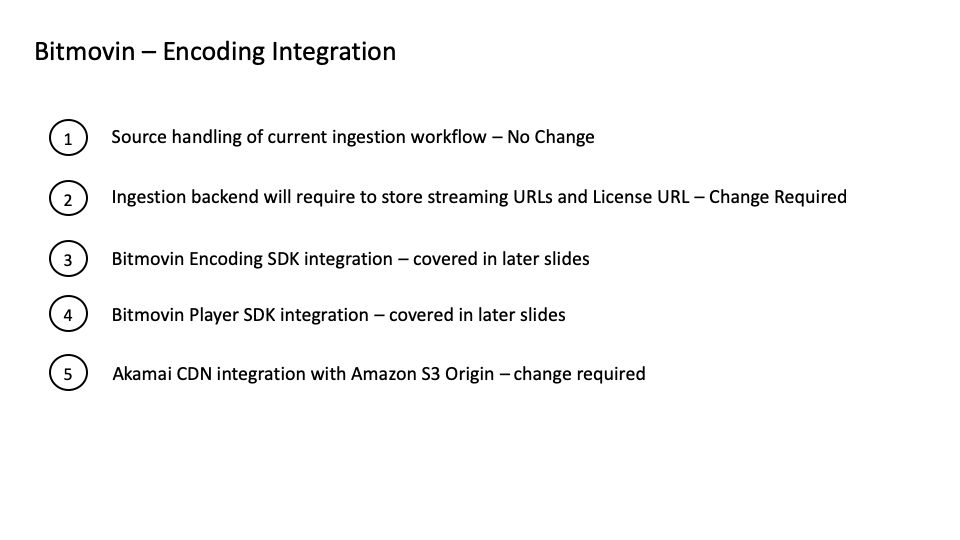 Bitmovin – Encoding Integration
1 Source handling of current ingestion workflow – No Change
2 Ingestion backend will require to store streaming URLs and License URL – Change Required
3 Bitmovin Encoding SDK integration – covered in later slides
4 Bitmovin Player SDK integration – covered in later slides
5 Akamai CDN integration with Amazon S3 Origin – change required